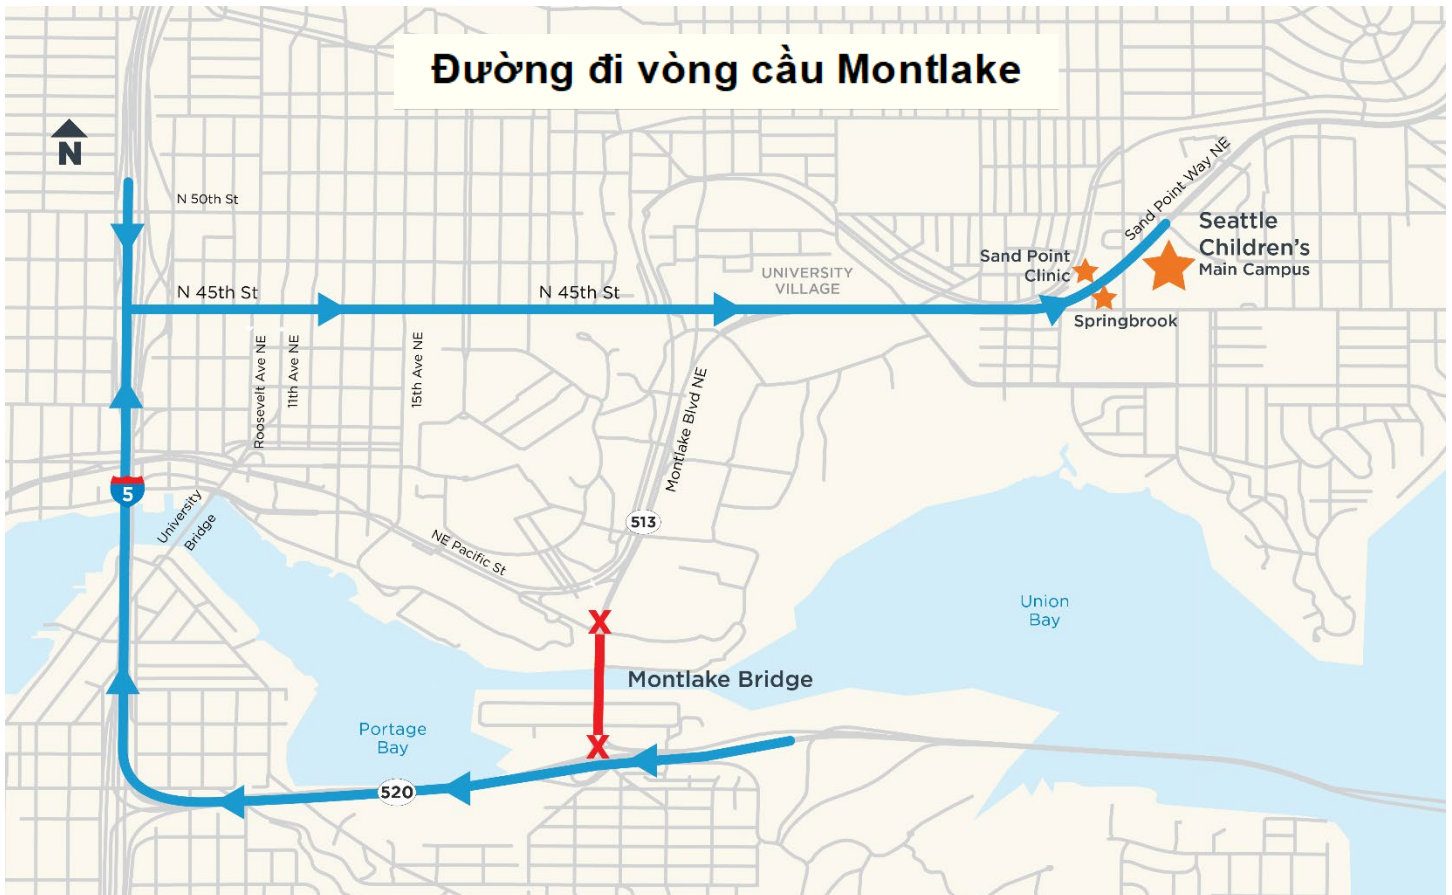 Đường đi vòng cầu Montlake
N
N 50th St
Sand Point Way NE
Seattle
Children's
Main Campus
Sand Point
Clinic
UNIVERSITY
VILLAGE
N 45th St
N 45th St
Springbrook
Roosevelt Ave NE
11th Ave NE
15th Ave NE
Montlake Blvd NE
5
University
Bridge
513
NE Pacific St
Union
Bay
X
Montlake Bridge
Portage
Bay
X
520